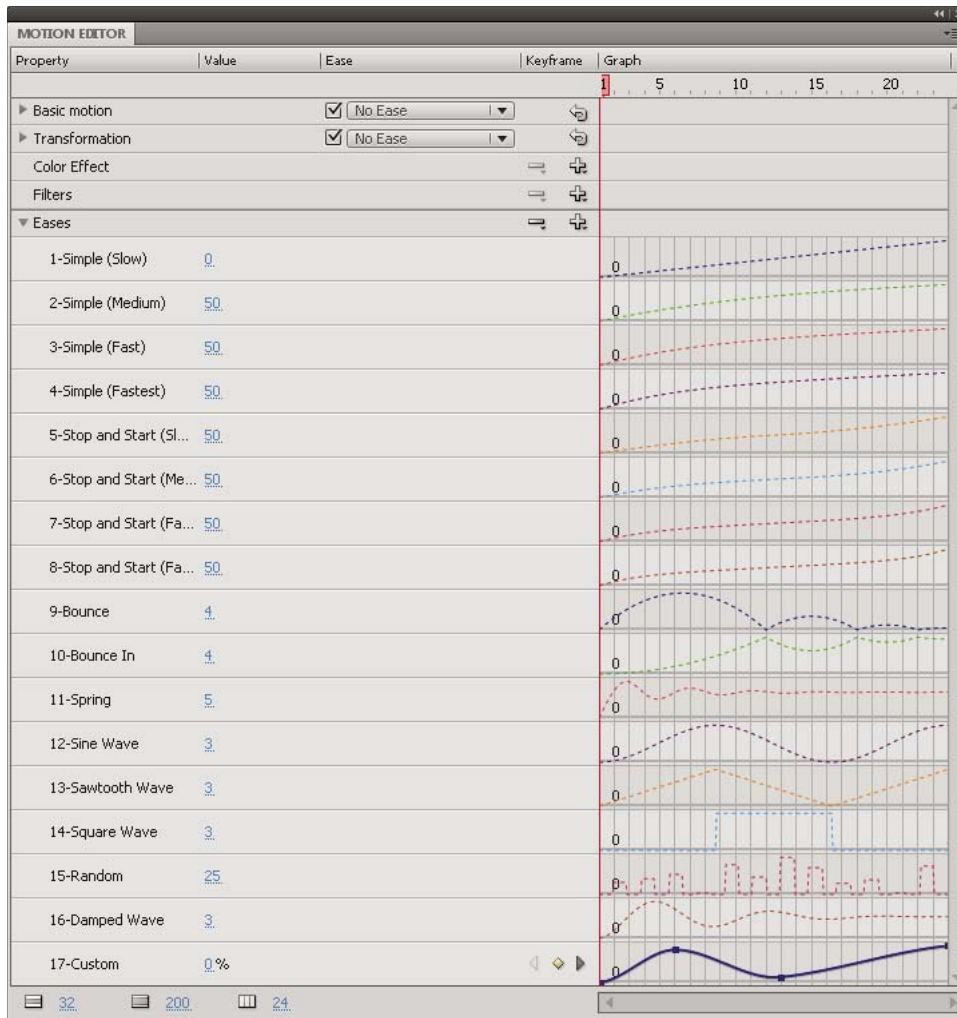 MOTION EDITOR
Property Value Ease Keyframe Graph
1 5 10 15 20
Basic motion No Ease
Transformation No Ease
Color Effect
Filters
Eases
1-Simple (Slow) 0 0
2-Simple (Medium) 50 0
3-Simple (Fast) 50 0
4-Simple (Fastest) 50 0
5-Stop and Start (Sl... 50 0
6-Stop and Start (Me... 50 0
7-Stop and Start (Fa... 50 0
8-Stop and Start (Fa... 50 0
9-Bounce 4 0
10-Bounce In 4 0
11-Spring 5 0
12-Sine Wave 3 0
13-Sawtooth Wave 3 0
14-Square Wave 3 0
15-Random 25 0
16-Damped Wave 3 0
17-Custom 0 % 0
32 200 24